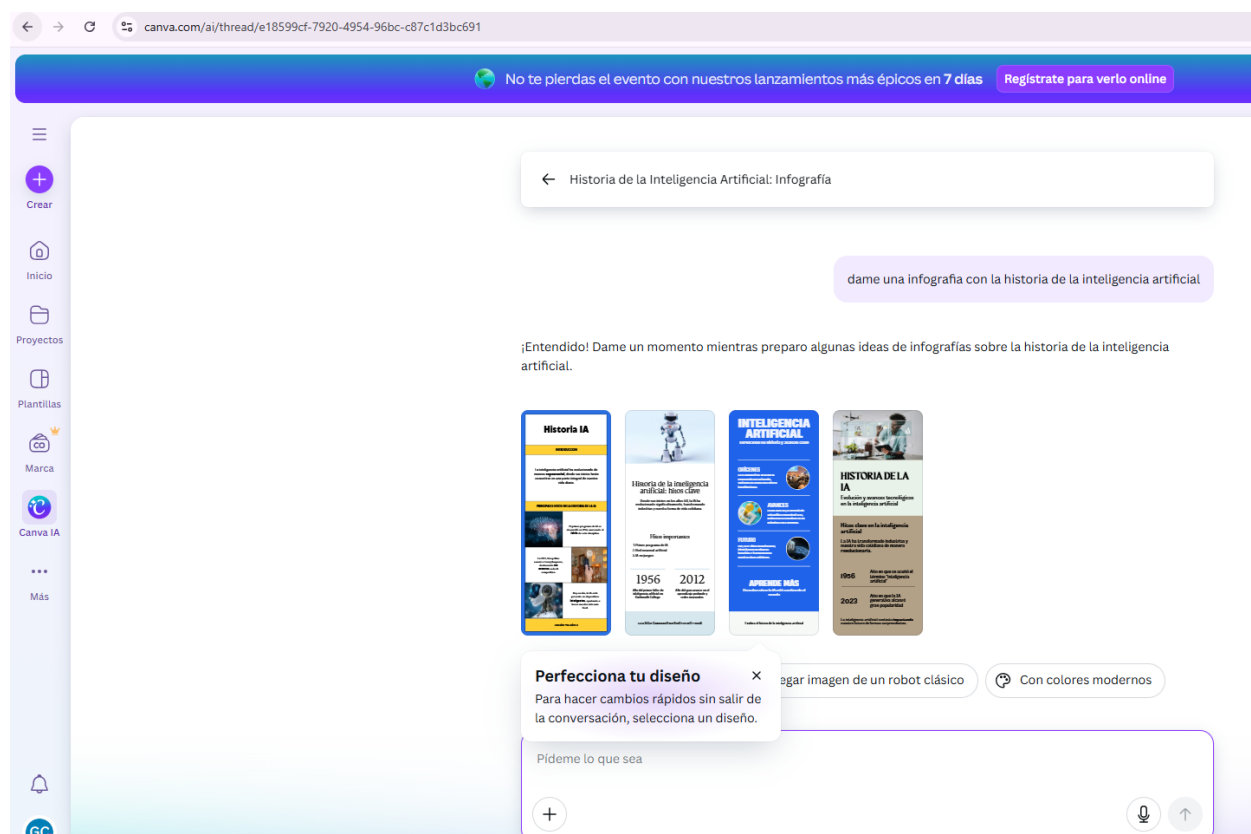 canva.com/ai/thread/e18599cf-7920-4954-96bc-c87c1d3bc691
No te pierdas el evento con nuestros lanzamientos más épicos en 7 días
Regístrate para verlo online
Crear
Inicio
Proyectos
Plantillas
Marca
Canva IA
Más
GC
Historia de la Inteligencia Artificial: Infografía
dame una infografia con la historia de la inteligencia artificial
¡Entendido! Dame un momento mientras preparo algunas ideas de infografías sobre la historia de la inteligencia
artificial.
Historia IA
INTRODUCCIÓN
Historia de la inteligencia
artificial: hitos clave
Hitos importantes
1956
2012
INTELIGENCIA
ARTIFICIAL
ORÍGENES
AVANCES
FUTURO
APRENDE MÁS
HISTORIA DE LA
IA
Evolución y avances tecnológicos
en la inteligencia artificial
Hitos clave en la inteligencia
artificial
1956
2023
Perfecciona tu diseño
Para hacer cambios rápidos sin salir de
la conversación, selecciona un diseño.
egar imagen de un robot clásico
Con colores modernos
Pídeme lo que sea